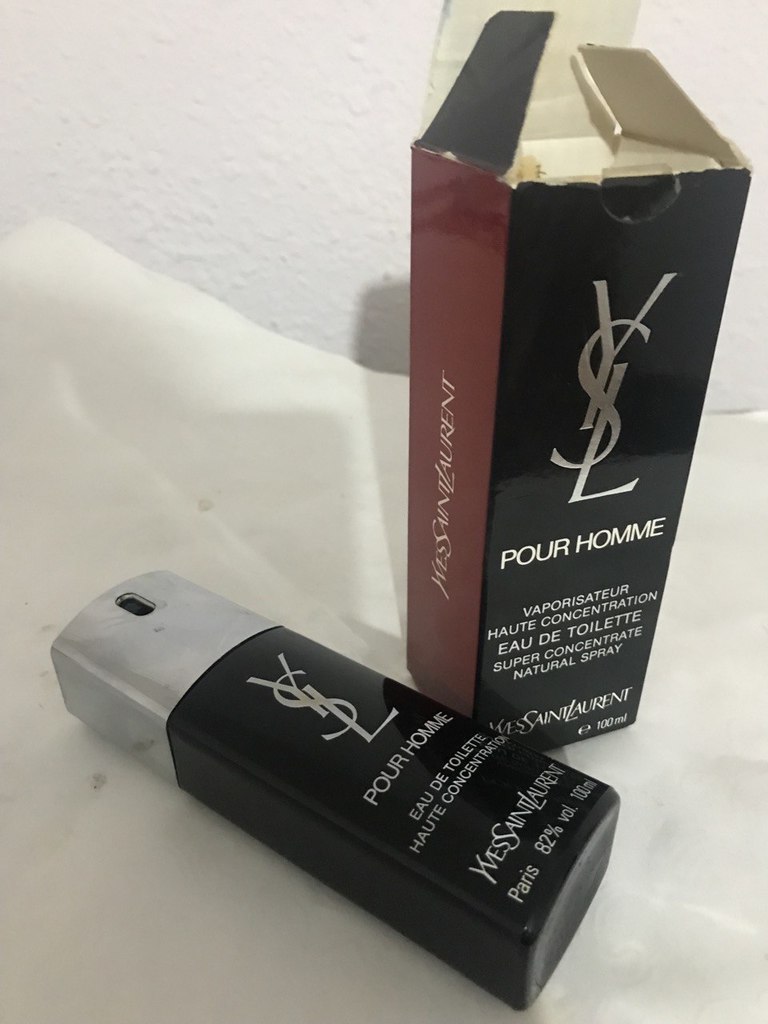 YSL
POUR HOMME
VAPORISATEUR
HAUTE CONCENTRATION
EAU DE TOILETTE
SUPER CONCENTRATE
NATURAL SPRAY
YVESSAINTLAURENT
e 100 ml
YVESSAINTLAURENT
YSL
POUR HOMME
EAU DE TOILETTE
HAUTE CONCENTRATION
YVESSAINTLAURENT
Paris 82% vol. 100 ml